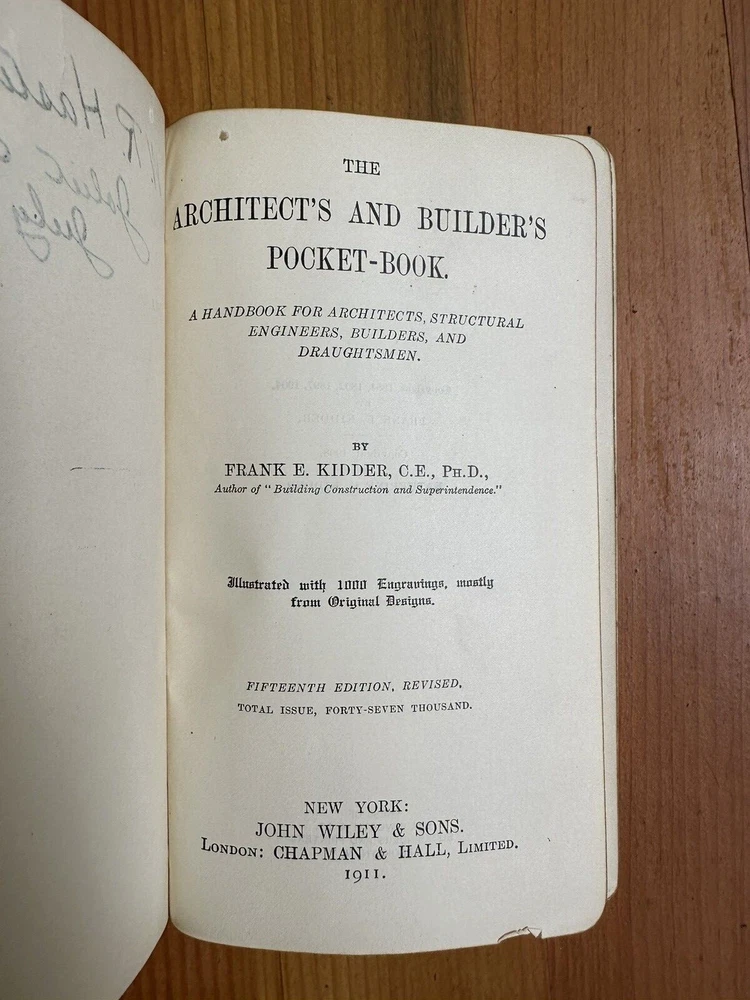 R. Hasle
July
THE
ARCHITECT'S AND BUILDER'S
POCKET-BOOK.
A HANDBOOK FOR ARCHITECTS, STRUCTURAL
ENGINEERS, BUILDERS, AND
DRAUGHTSMEN.
BY
FRANK E. KIDDER, C.E., PH.D.,
Author of "Building Construction and Superintendence."
Illustrated with 1000 Engravings, mostly
from Original Designs.
FIFTEENTH EDITION, REVISED.
TOTAL ISSUE, FORTY-SEVEN THOUSAND.
NEW YORK:
JOHN WILEY & SONS.
LONDON: CHAPMAN & HALL, LIMITED.
1911.